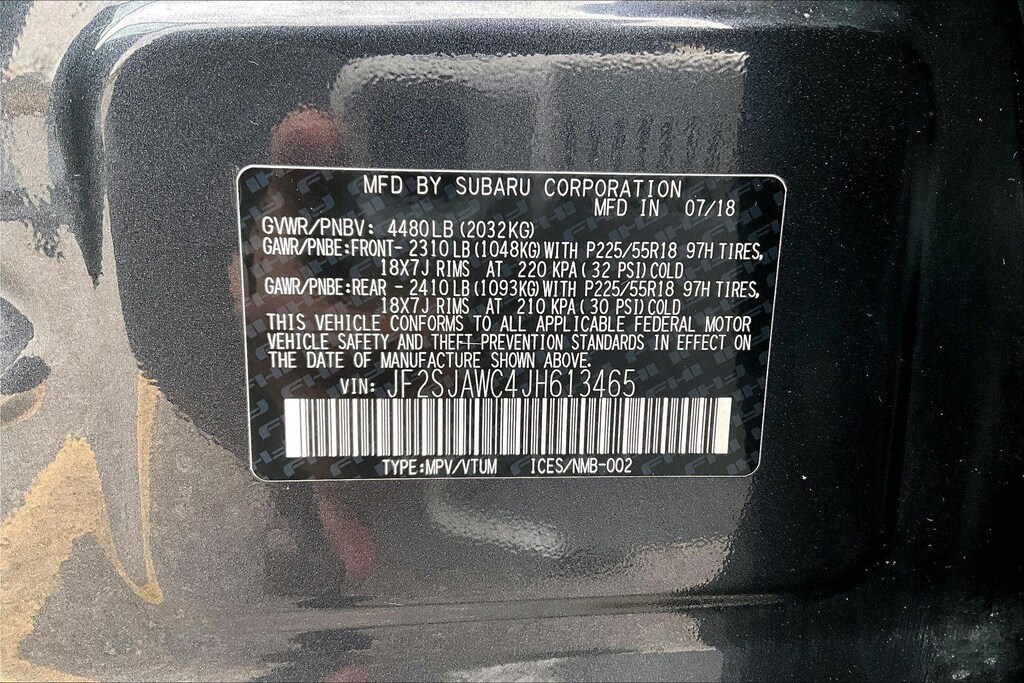 MFD BY SUBARU CORPORATION
MFD IN 07/18
GVWR/PNBV: 4480LB(2032KG)
GAWR/PNBE:FRONT- 2310LB(1048KG)WITH P225/55R18 97H TIRES,
18X7J RIMS AT 220 KPA(32 PSI)COLD
GAWR/PNBE:REAR - 2410LB(1093KG)WITH P225/55R18 97H TIRES,
18X7J RIMS AT 210 KPA(30 PSI)COLD
THIS VEHICLE CONFORMS TO ALL APPLICABLE FEDERAL MOTOR
VEHICLE SAFETY AND THEFT PREVENTION STANDARDS IN EFFECT ON
THE DATE OF MANUFACTURE SHOWN ABOVE.
VIN: JF2SJAWC4JH613465
TYPE:MPV/VTUM ICES/NMB-002